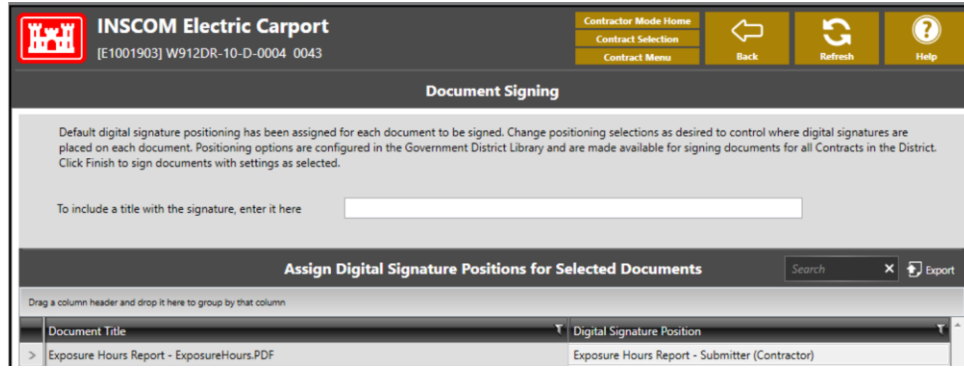 INSCOM Electric Carport
[E1001903] W912DR-10-D-0004 0043
Contractor Mode Home
Contract Selection
Contract Menu
Back
Refresh
Help
Document Signing
Default digital signature positioning has been assigned for each document to be signed. Change positioning selections as desired to control where digital signatures are
placed on each document. Positioning options are configured in the Government District Library and are made available for signing documents for all Contracts in the District.
Click Finish to sign documents with settings as selected.
To include a title with the signature, enter it here
Assign Digital Signature Positions for Selected Documents
Search
Export
Drag a column header and drop it here to group by that column
Document Title
Digital Signature Position
Exposure Hours Report - ExposureHours.PDF
Exposure Hours Report - Submitter (Contractor)